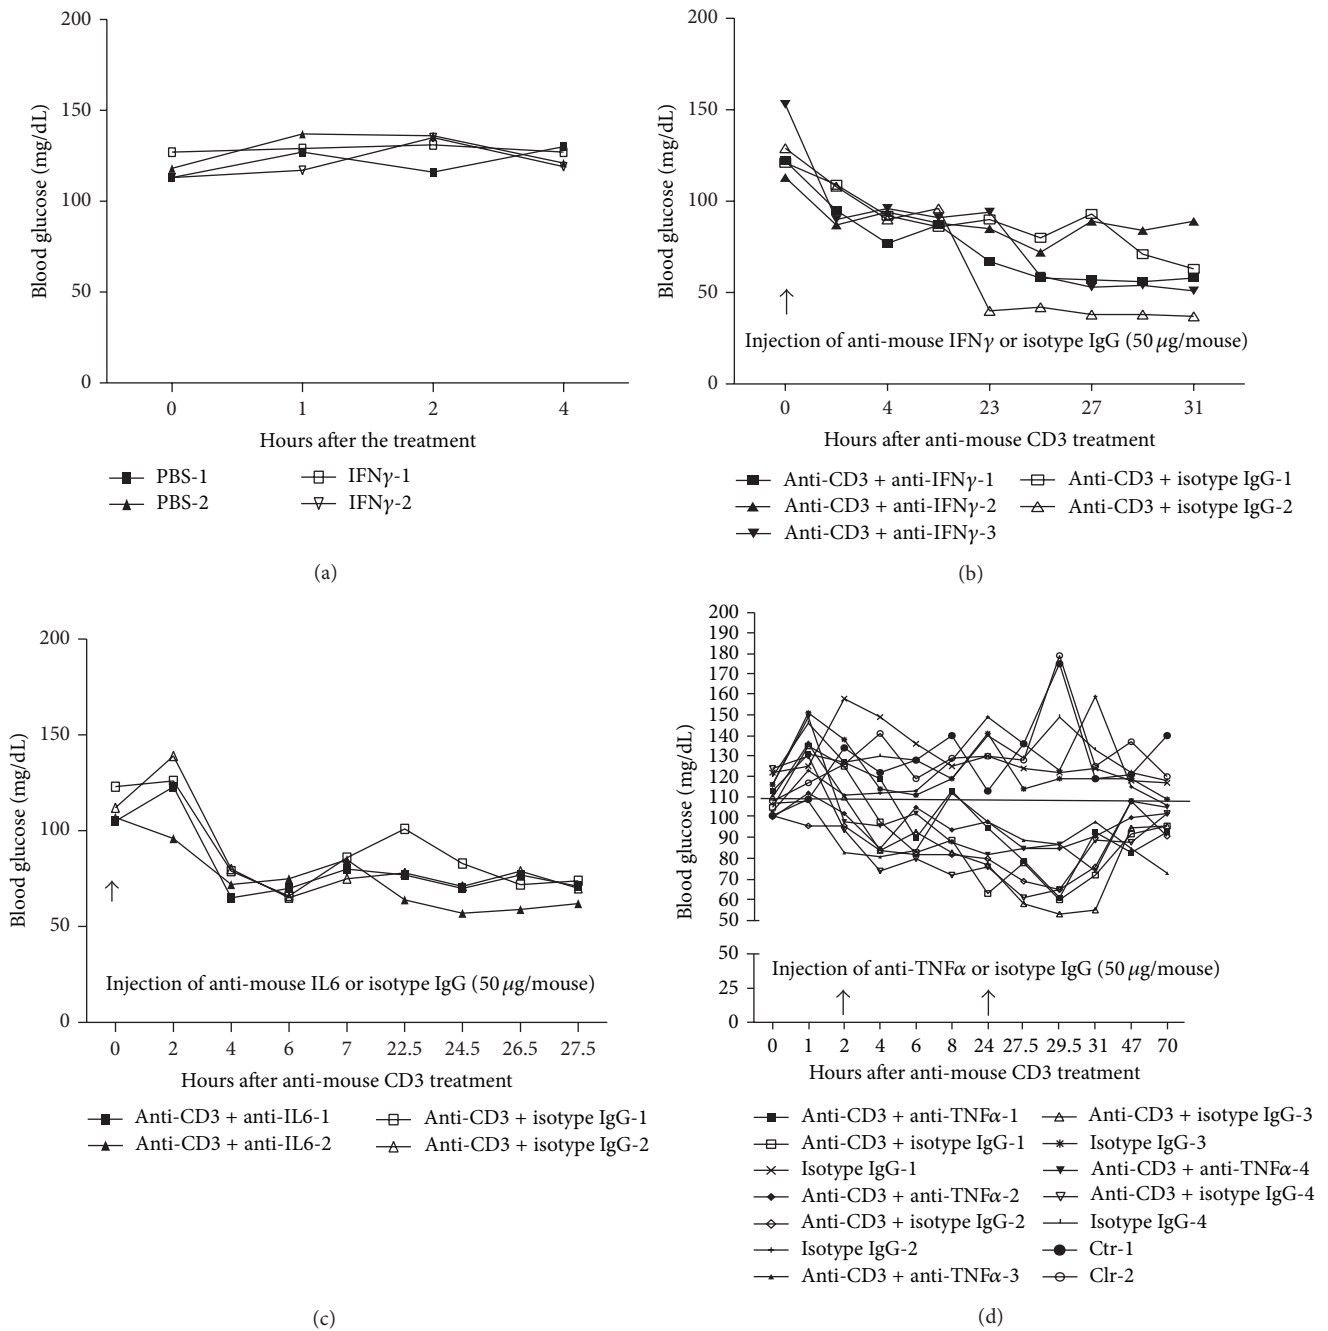 200
150
100
50
0
Blood glucose (mg/dL)
0 1 2 4
Hours after the treatment
PBS-1 IFNγ-1
PBS-2 IFNγ-2
(a)
200
150
100
50
0
Blood glucose (mg/dL)
Injection of anti-mouse IFNγ or isotype IgG (50 μg/mouse)
0 4 23 27 31
Hours after anti-mouse CD3 treatment
Anti-CD3 + anti-IFNγ-1 Anti-CD3 + isotype IgG-1
Anti-CD3 + anti-IFNγ-2 Anti-CD3 + isotype IgG-2
Anti-CD3 + anti-IFNγ-3
(b)
200
150
100
50
0
Blood glucose (mg/dL)
Injection of anti-mouse IL6 or isotype IgG (50 μg/mouse)
0 2 4 6 7 22.5 24.5 26.5 27.5
Hours after anti-mouse CD3 treatment
Anti-CD3 + anti-IL6-1 Anti-CD3 + isotype IgG-1
Anti-CD3 + anti-IL6-2 Anti-CD3 + isotype IgG-2
(c)
200
190
180
170
160
150
140
130
120
110
100
90
80
70
60
50
50
25
0
Blood glucose (mg/dL)
Injection of anti-TNFα or isotype IgG (50 μg/mouse)
0 1 2 4 6 8 24 27.5 29.5 31 47 70
Hours after anti-mouse CD3 treatment
Anti-CD3 + anti-TNFα-1 Anti-CD3 + isotype IgG-3
Anti-CD3 + isotype IgG-1 Isotype IgG-3
Isotype IgG-1 Anti-CD3 + anti-TNFα-4
Anti-CD3 + anti-TNFα-2 Anti-CD3 + isotype IgG-4
Anti-CD3 + isotype IgG-2 Isotype IgG-4
Isotype IgG-2 Ctr-1
Anti-CD3 + anti-TNFα-3 Clr-2
(d)